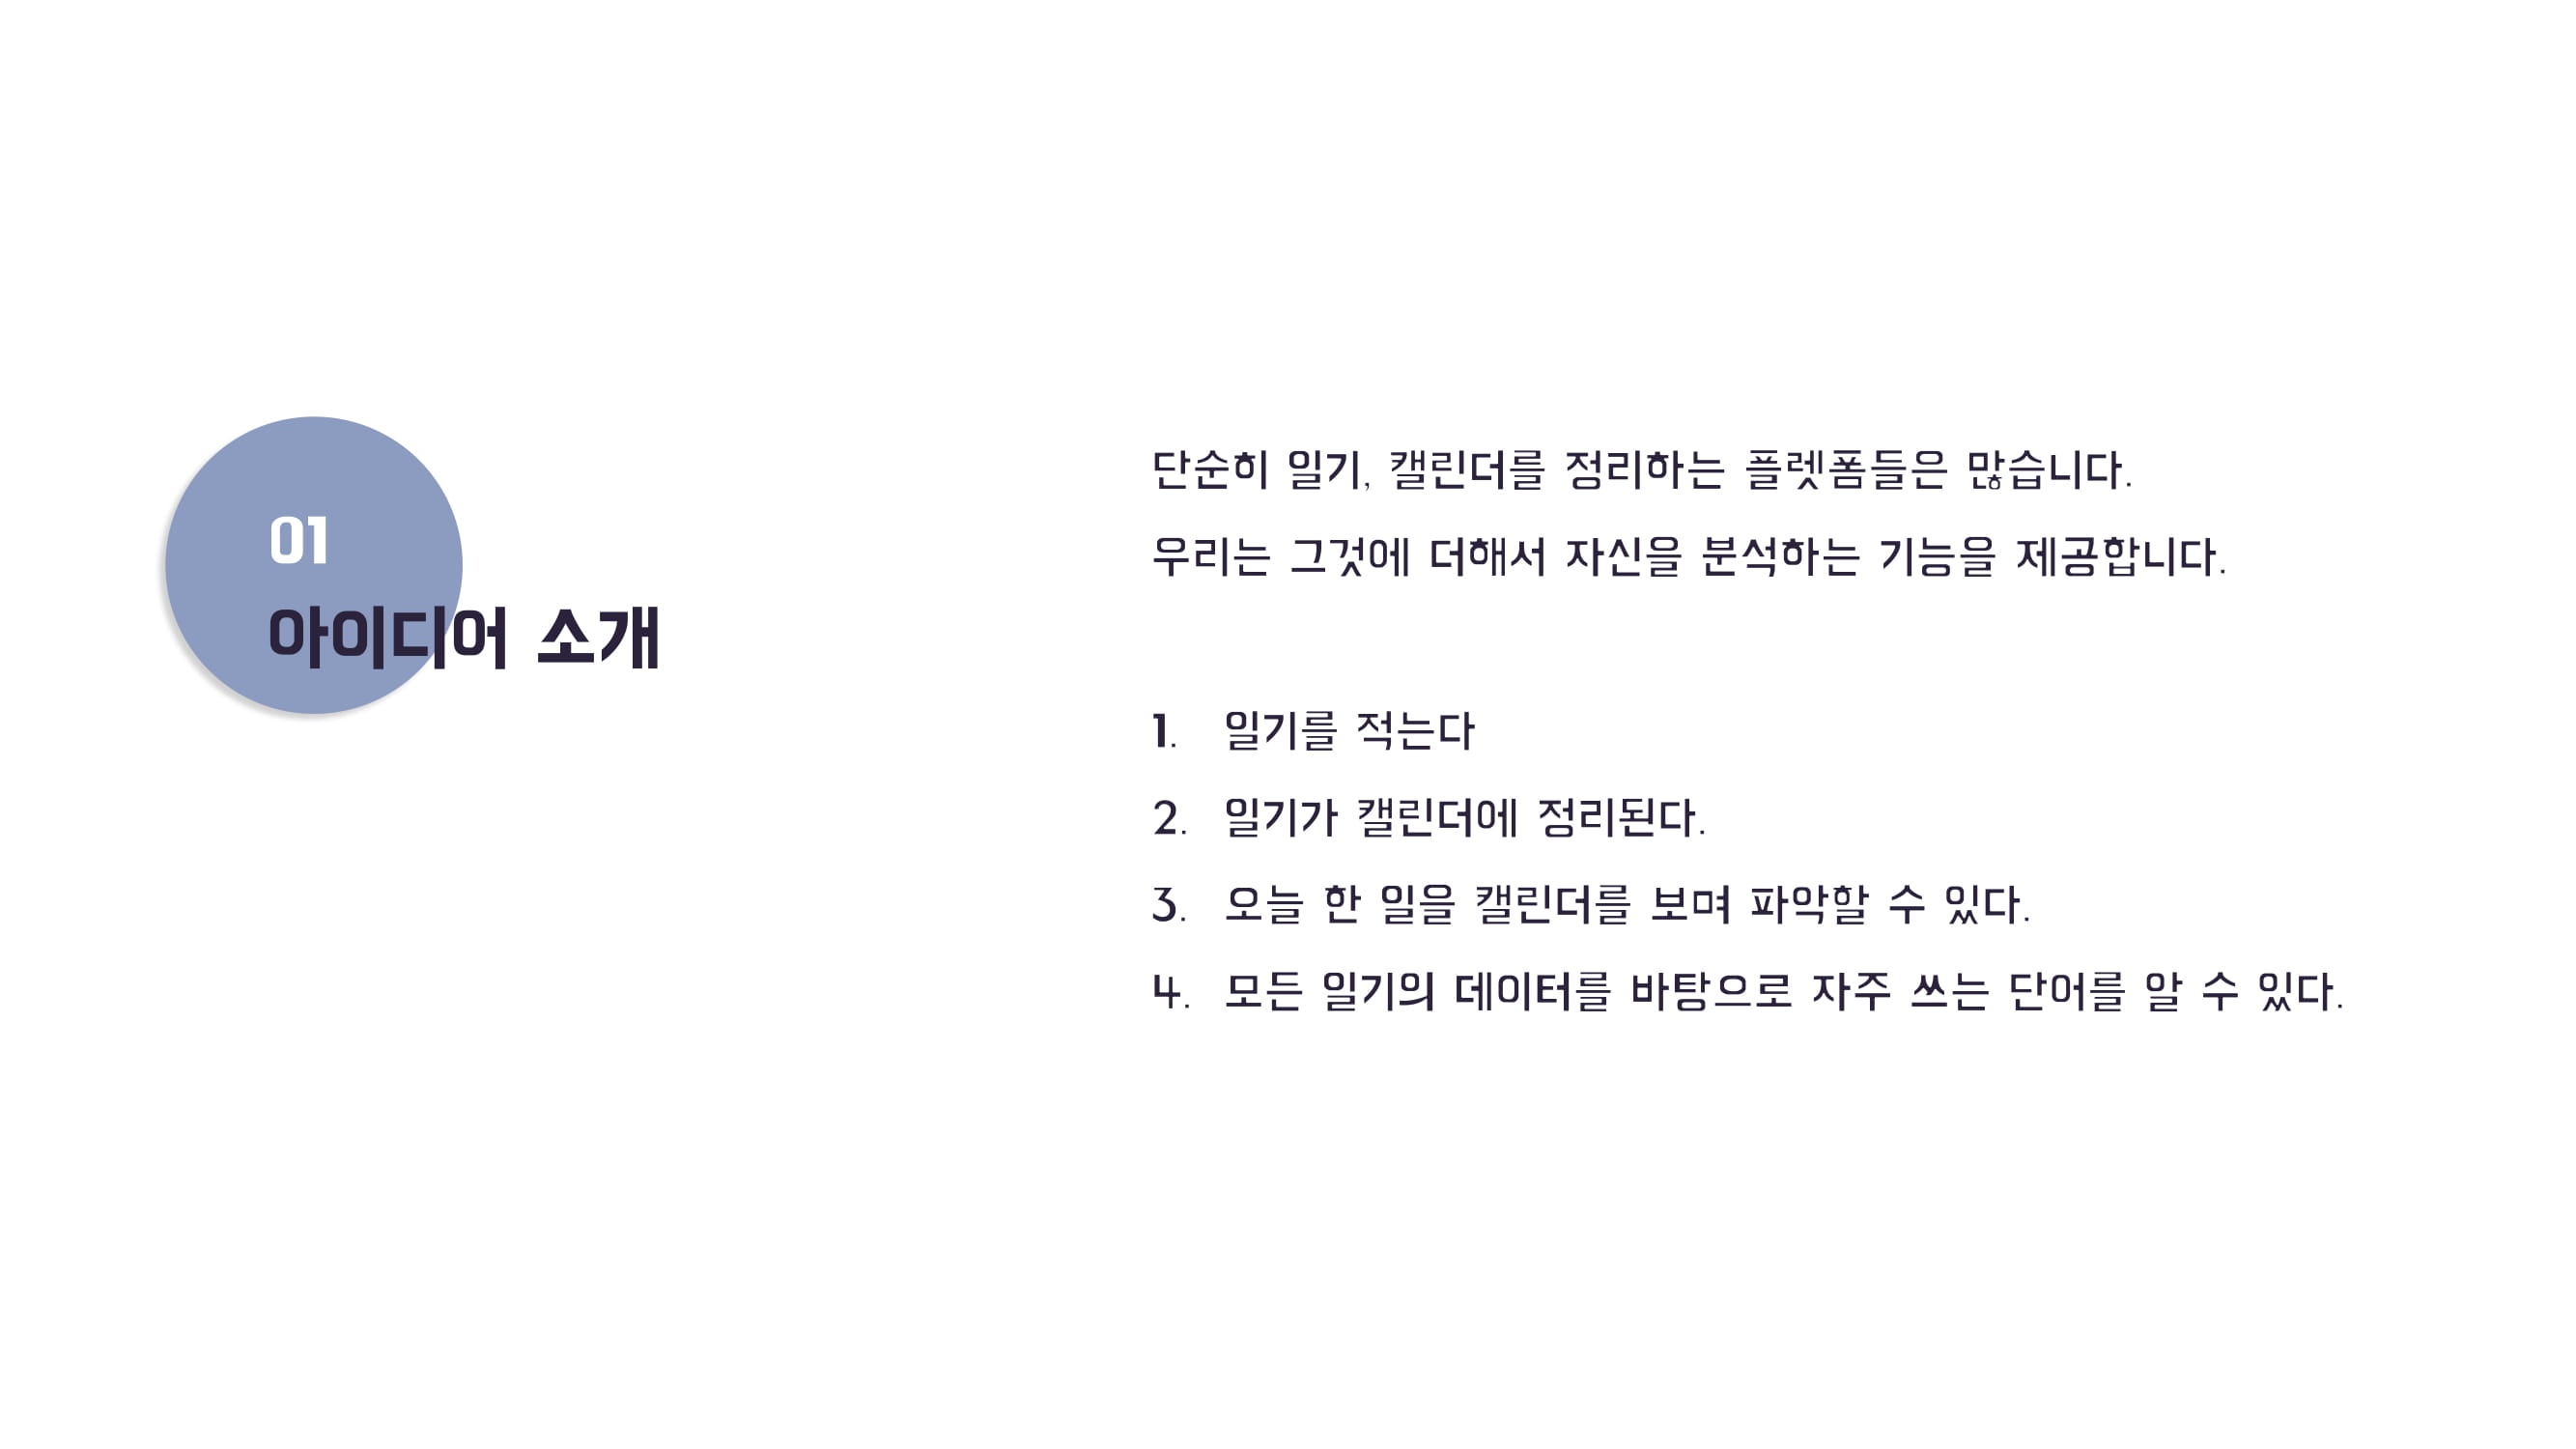 01
아이디어 소개
단순히 일기, 캘린더를 정리하는 플렛폼들은 많습니다.
우리는 그것에 더해서 자신을 분석하는 기능을 제공합니다.
1. 일기를 적는다
2. 일기가 캘린더에 정리된다.
3. 오늘 한 일을 캘린더를 보며 파악할 수 있다.
4. 모든 일기의 데이터를 바탕으로 자주 쓰는 단어를 알 수 있다.